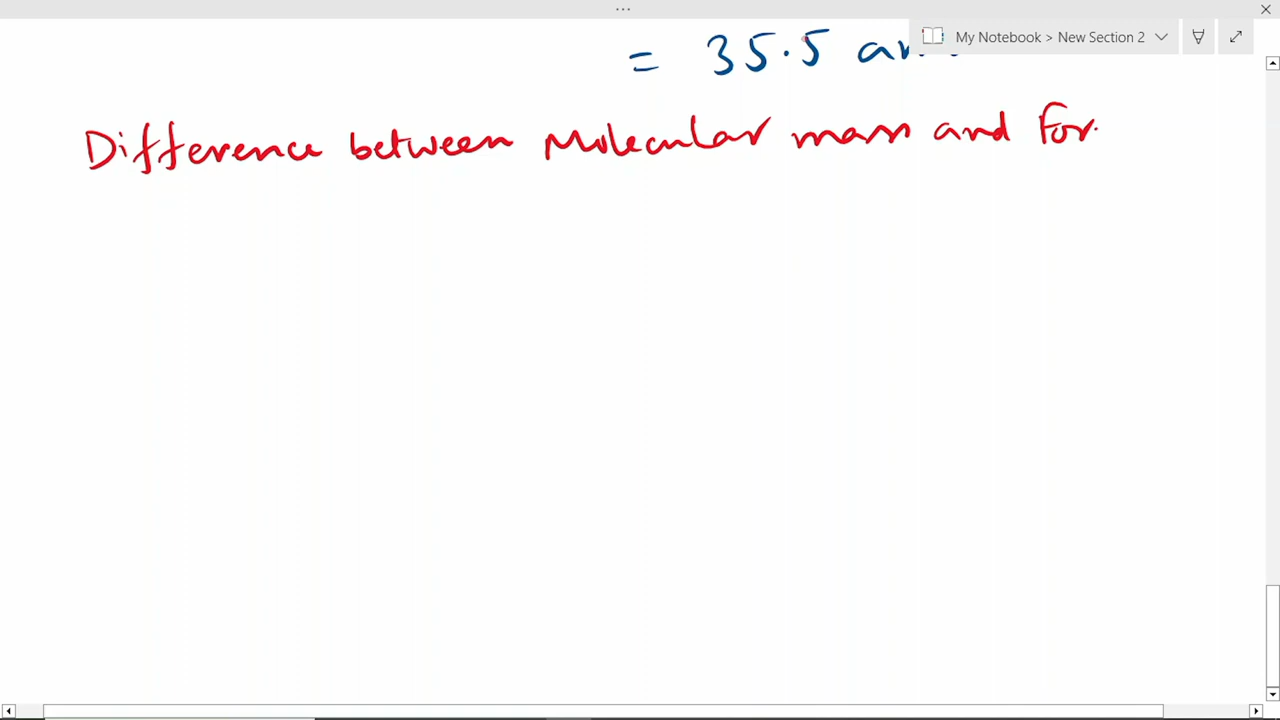 ...
My Notebook > New Section 2
= 35.5
Difference between Molecular mass and For